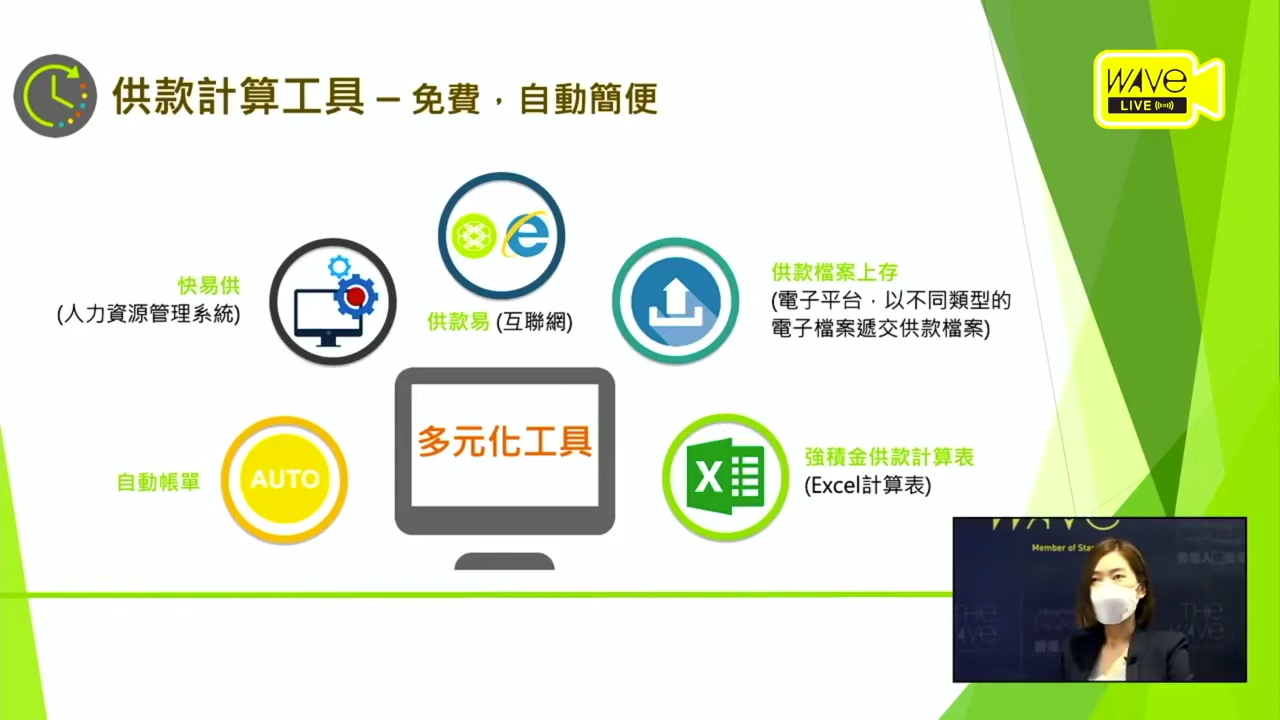 供款計算工具 – 免費，自動簡便
WAVE
LIVE
快易供
(人力資源管理系統)
供款易 (互聯網)
供款檔案上存
(電子平台，以不同類型的
電子檔案遞交供款檔案)
自動帳單
AUTO
多元化工具
強積金供款計算表
(Excel計算表)
WAVE
Member of
THE
WAVE